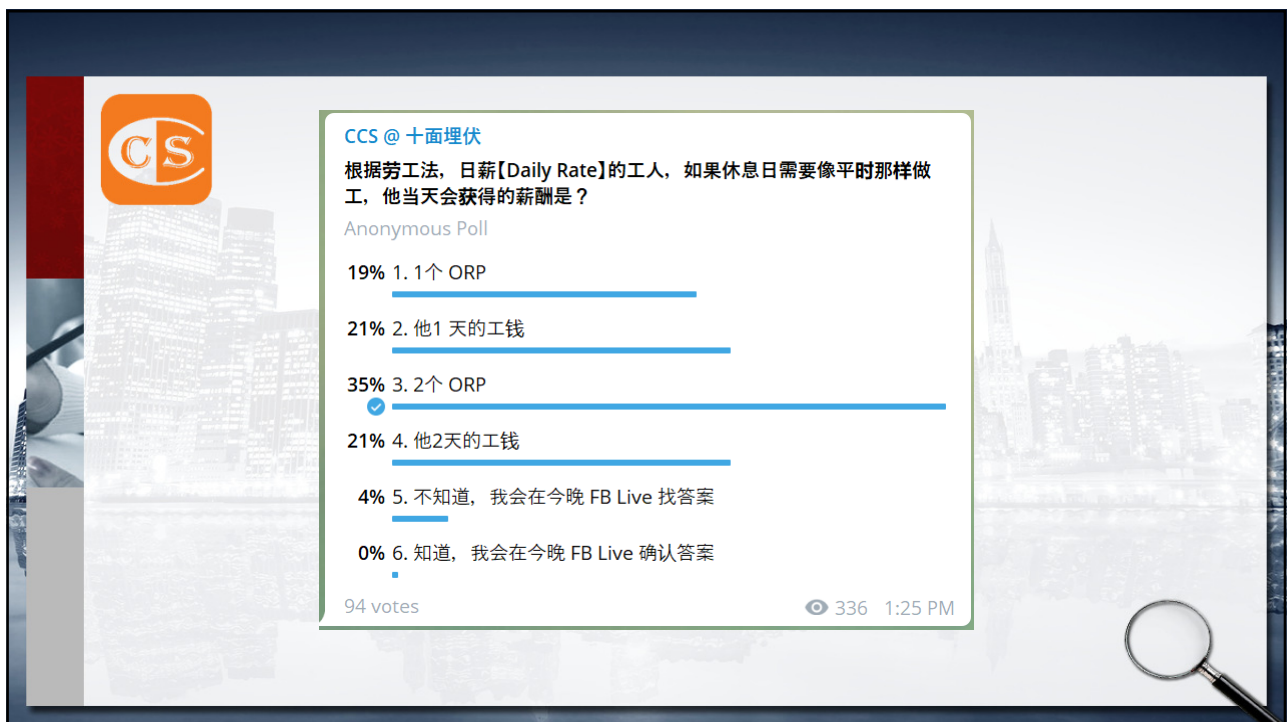 CS
CCS @ 十面埋伏
根据劳工法，日薪【Daily Rate】的工人，如果休息日需要像平时那样做
工，他当天会获得的薪酬是？
Anonymous Poll
19% 1. 1个 ORP
21% 2. 他1 天的工钱
35% 3. 2个 ORP
21% 4. 他2天的工钱
4% 5. 不知道，我会在今晚 FB Live 找答案
0% 6. 知道，我会在今晚 FB Live 确认答案
94 votes
336 1:25 PM